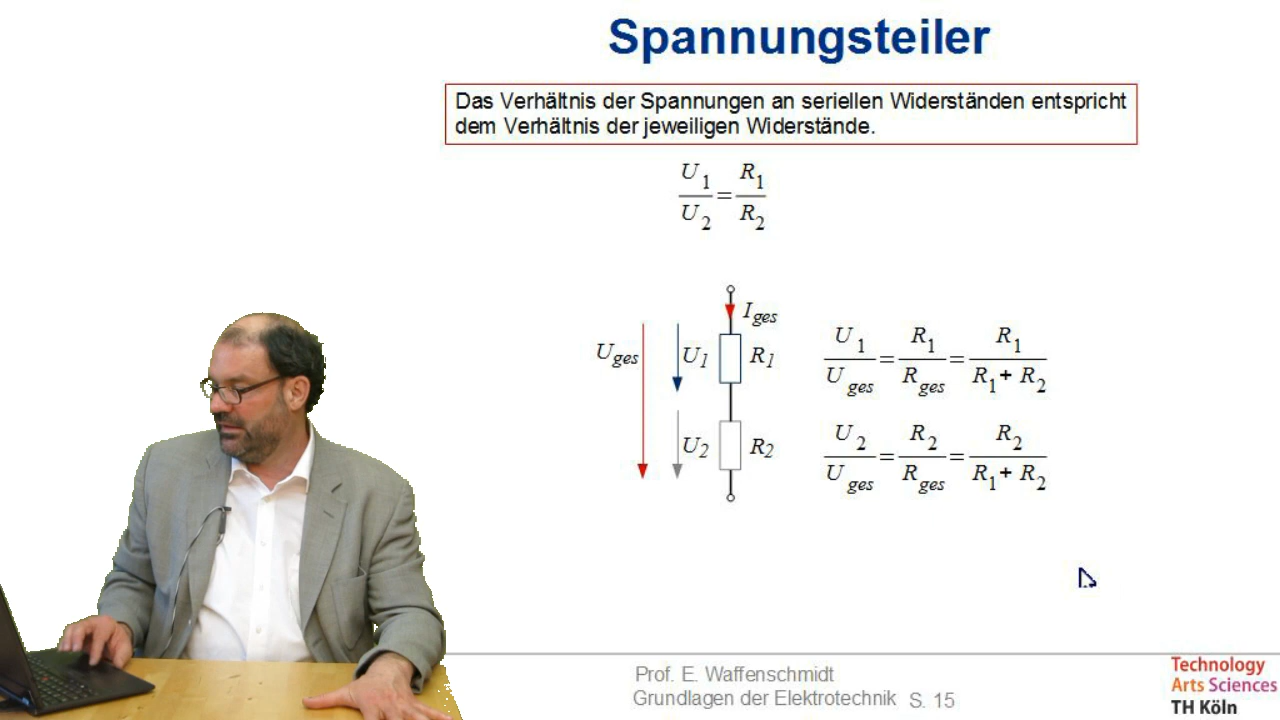 Spannungsteiler
Das Verhältnis der Spannungen an seriellen Widerständen entspricht
dem Verhältnis der jeweiligen Widerstände.
U1/U2 = R1/R2
Iges
Uges U1 R1
U2 R2
U1/Uges = R1/Rges = R1/(R1+R2)
U2/Uges = R2/Rges = R2/(R1+R2)
Prof. E. Waffenschmidt
Grundlagen der Elektrotechnik S. 15
Technology
Arts Sciences
TH Köln